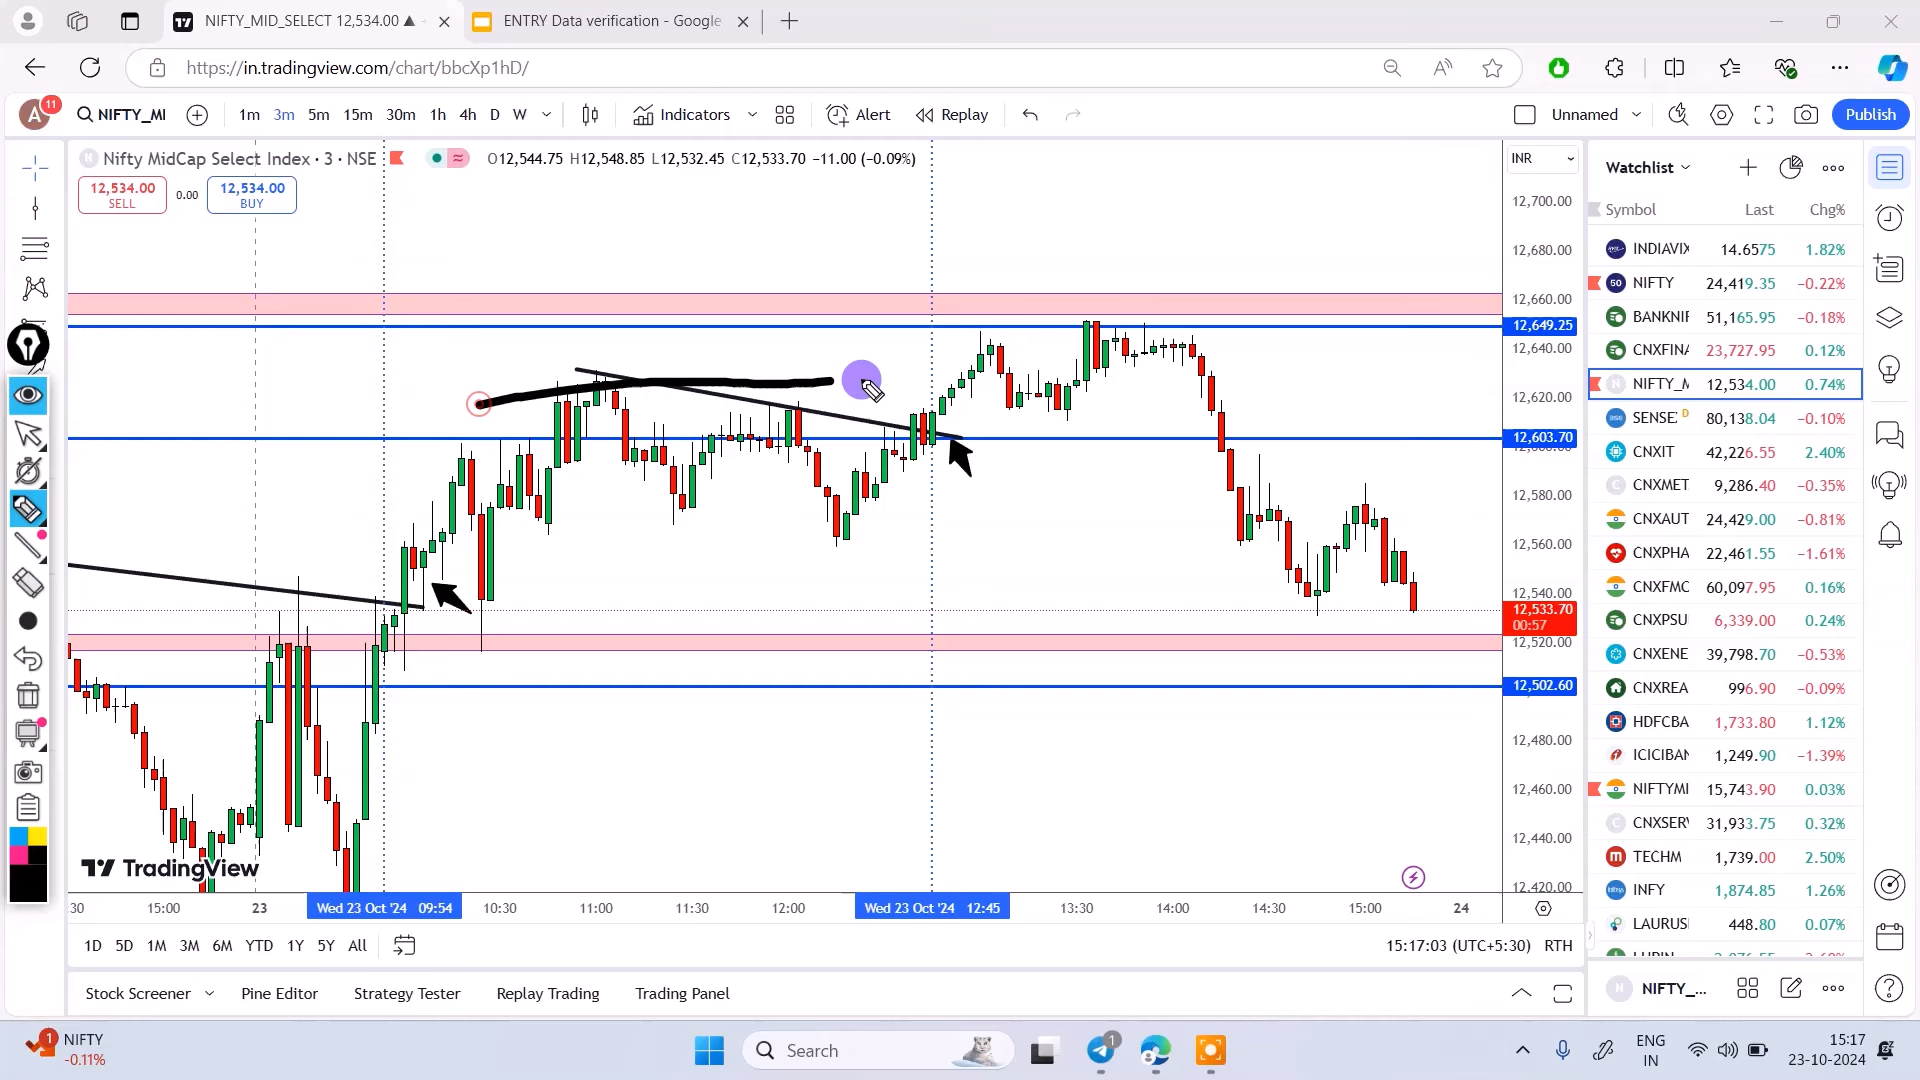 NIFTY_MID_SELECT 12,534.00 ▲
ENTRY Data verification - Google
https://in.tradingview.com/chart/bbcXp1hD/
A 11 NIFTY_MI 1m 3m 5m 15m 30m 1h 4h D W Indicators Alert Replay Unnamed Publish
Nifty MidCap Select Index · 3 · NSE O12,544.75 H12,548.85 L12,532.45 C12,533.70 −11.00 (−0.09%)
12,534.00 SELL 0.00 12,534.00 BUY
INR
12,700.00
12,680.00
12,660.00
12,649.25
12,640.00
12,620.00
12,603.70
12,580.00
12,560.00
12,540.00
12,533.70
00:57
12,520.00
12,502.60
12,480.00
12,460.00
12,440.00
12,420.00
TradingView
:30 15:00 23 Wed 23 Oct '24 09:54 10:30 11:00 11:30 12:00 Wed 23 Oct '24 12:45 13:30 14:00 14:30 15:00 24
1D 5D 1M 3M 6M YTD 1Y 5Y All 15:17:03 (UTC+5:30) RTH
Stock Screener Pine Editor Strategy Tester Replay Trading Trading Panel
Watchlist
Symbol Last Chg%
INDIAVIX 14.6575 1.82%
50 NIFTY 24,419.35 −0.22%
BANKNIF 51,165.95 −0.18%
CNXFINA 23,727.95 0.12%
N NIFTY_M 12,534.00 0.74%
SENSE D 80,138.04 −0.10%
CNXIT 42,226.55 2.40%
C CNXMET 9,286.40 −0.35%
CNXAUT 24,429.00 −0.81%
CNXPHA 22,461.55 −1.61%
CNXFMC 60,097.95 0.16%
CNXPSU 6,339.00 0.24%
CNXENE 39,798.70 −0.53%
CNXREA 996.90 −0.09%
HDFCBA 1,733.80 1.12%
ICICIBAN 1,249.90 −1.39%
NIFTYMI 15,743.90 0.03%
C CNXSERV 31,933.75 0.32%
TECHM 1,739.00 2.50%
INFY 1,874.85 1.26%
LAURUS 448.80 0.07%
N NIFTY_...
1 NIFTY
-0.11%
Search
1
ENG
IN
15:17
23-10-2024